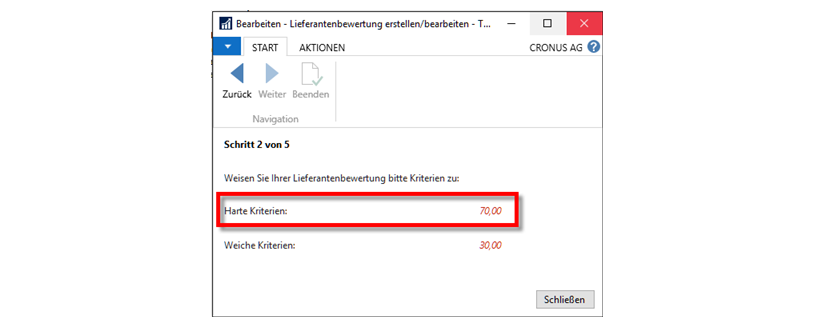 Bearbeiten - Lieferantenbewertung erstellen/bearbeiten - T...
START AKTIONEN CRONUS AG ?
Zurück Weiter Beenden
Navigation
Schritt 2 von 5
Weisen Sie Ihrer Lieferantenbewertung bitte Kriterien zu:
Harte Kriterien: 70,00
Weiche Kriterien: 30,00
Schließen